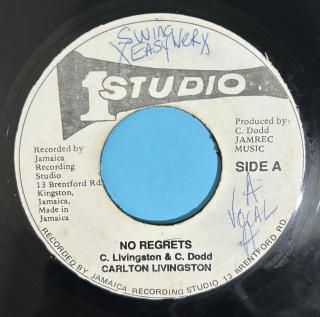 Swing
X EASY VERX
1 STUDIO
Recorded by
Jamaica
Recording
Studio
13 Brentford Rd.
Kingston,
Jamaica,
Made in
Jamaica
Produced by:
C. Dodd
JAMREC
MUSIC
SIDE A
A
VOCAL
NO REGRETS
C. Livingston & C. Dodd
CARLTON LIVINGSTON
RECORDED BY JAMAICA RECORDING STUDIO 13 BRENTFORD RD.